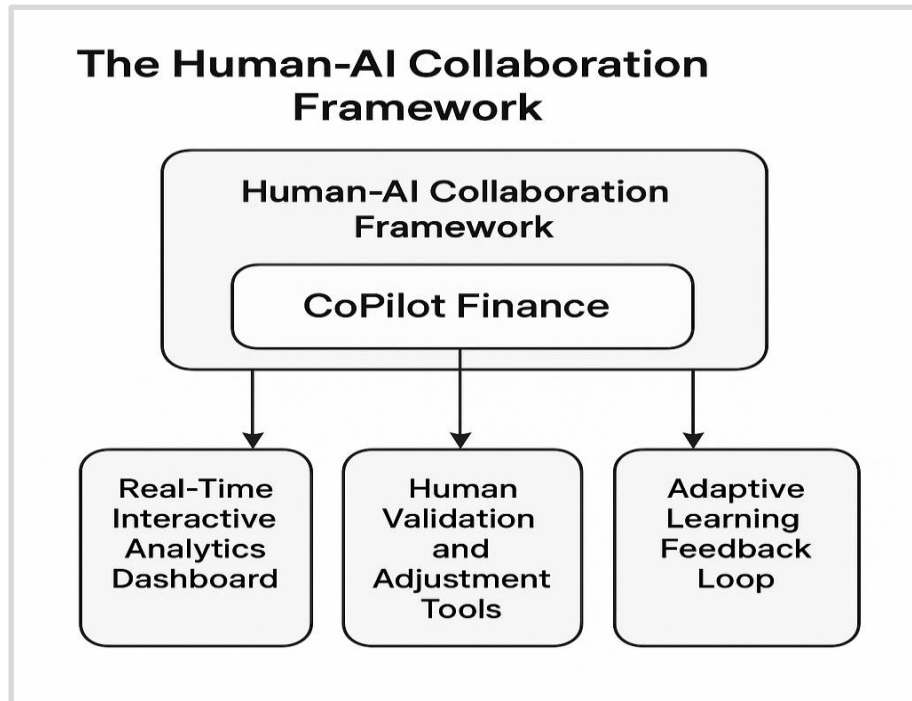 The Human-AI Collaboration
Framework
Human-AI Collaboration
Framework
CoPilot Finance
Real-Time
Interactive
Analytics
Dashboard
Human
Validation
and
Adjustment
Tools
Adaptive
Learning
Feedback
Loop